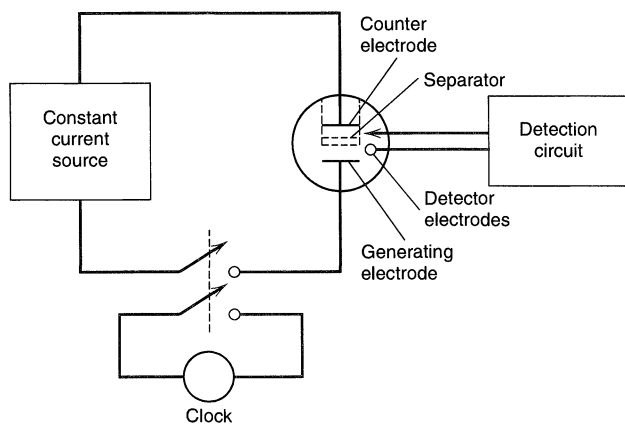 Counter
electrode
Separator
Constant
current
source
Detection
circuit
Detector
electrodes
Generating
electrode
Clock